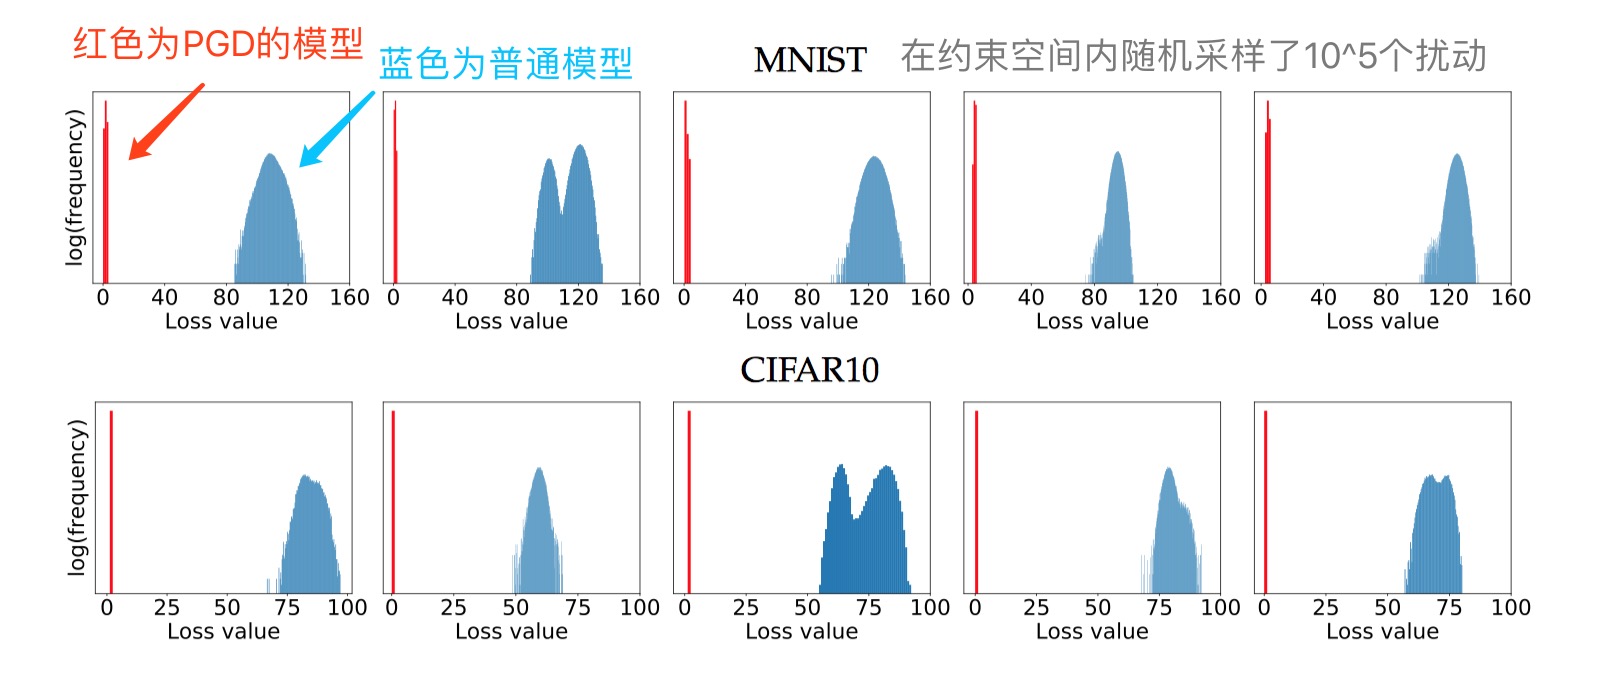 红色为PGD的模型
蓝色为普通模型
MNIST
在约束空间内随机采样了10^5个扰动
log(frequency)
0 40 80 120 160
0 40 80 120 160
0 40 80 120 160
0 40 80 120 160
0 40 80 120 160
Loss value
Loss value
Loss value
Loss value
Loss value
CIFAR10
log(frequency)
0 25 50 75 100
0 25 50 75 100
0 25 50 75 100
0 25 50 75 100
0 25 50 75 100
Loss value
Loss value
Loss value
Loss value
Loss value